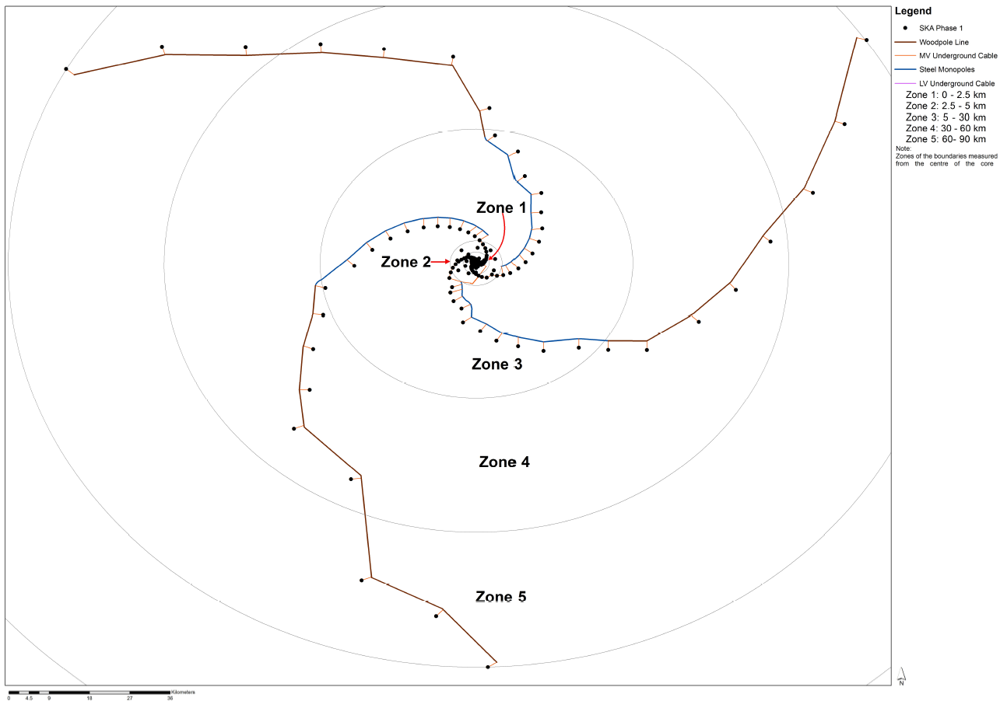 Legend
SKA Phase 1
Woodpole Line
MV Underground Cable
Steel Monopoles
LV Underground Cable
Zone 1: 0 - 2.5 km
Zone 2: 2.5 - 5 km
Zone 3: 5 - 30 km
Zone 4: 30 - 60 km
Zone 5: 60- 90 km
Note:
Zones of the boundaries measured
from the centre of the core
Zone 1
Zone 2
Zone 3
Zone 4
Zone 5
Kilometers
0 4.5 9 18 27 36
N